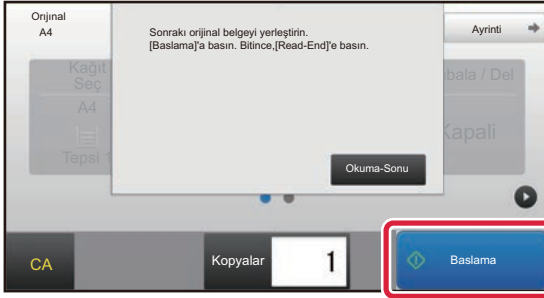 Orıjınal
A4
Sonrakı orijinal belgeyi yerleştirin.
[Baslama]'a basın. Bitince,[Read-End]'e basın.
Ayrinti
Kağıt
Seç
A4
Tepsi 1
bala / Del
Kapali
Okuma-Sonu
CA
Kopyalar
1
Baslama